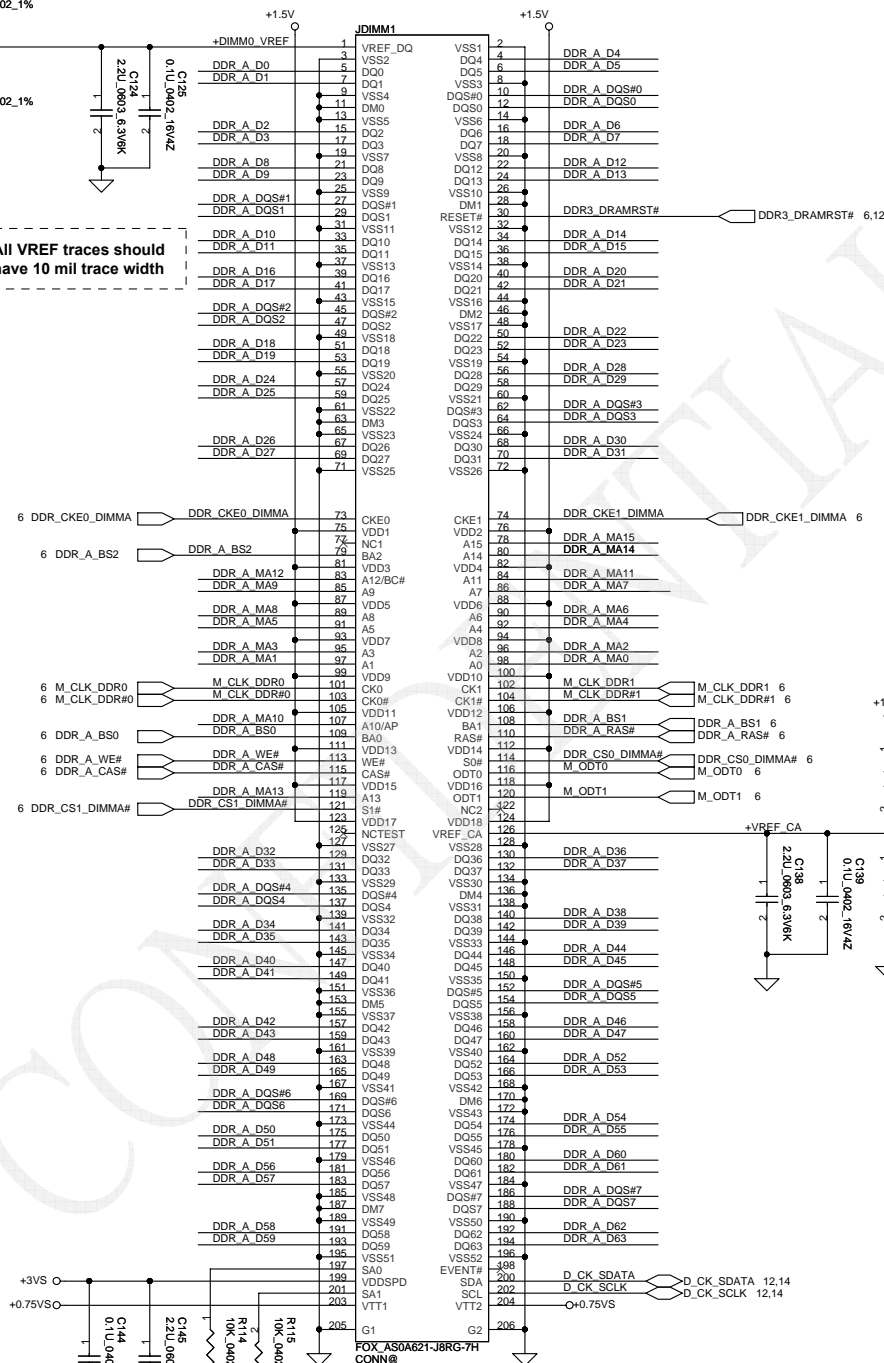 02_1%
+1.5V
+1.5V
JDIMM1
+DIMM0_VREF 1 VREF_DQ VSS1 2
3 VSS2 DQ4 4 DDR_A_D4
DDR_A_D0 5 DQ0 DQ5 6 DDR_A_D5
DDR_A_D1 7 DQ1 VSS3 8
9 VSS4 DQS#0 10 DDR_A_DQS#0
11 DM0 DQS0 12 DDR_A_DQS0
13 VSS5 VSS6 14
DDR_A_D2 15 DQ2 DQ6 16 DDR_A_D6
DDR_A_D3 17 DQ3 DQ7 18 DDR_A_D7
19 VSS7 VSS8 20
DDR_A_D8 21 DQ8 DQ12 22 DDR_A_D12
DDR_A_D9 23 DQ9 DQ13 24 DDR_A_D13
25 VSS9 VSS10 26
DDR_A_DQS#1 27 DQS#1 DM1 28
DDR_A_DQS1 29 DQS1 RESET# 30 DDR3_DRAMRST# DDR3_DRAMRST# 6,12
31 VSS11 VSS12 32
DDR_A_D10 33 DQ10 DQ14 34 DDR_A_D14
DDR_A_D11 35 DQ11 DQ15 36 DDR_A_D15
37 VSS13 VSS14 38
DDR_A_D16 39 DQ16 DQ20 40 DDR_A_D20
DDR_A_D17 41 DQ17 DQ21 42 DDR_A_D21
43 VSS15 VSS16 44
DDR_A_DQS#2 45 DQS#2 DM2 46
DDR_A_DQS2 47 DQS2 VSS17 48
49 VSS18 DQ22 50 DDR_A_D22
DDR_A_D18 51 DQ18 DQ23 52 DDR_A_D23
DDR_A_D19 53 DQ19 VSS19 54
55 VSS20 DQ28 56 DDR_A_D28
DDR_A_D24 57 DQ24 DQ29 58 DDR_A_D29
DDR_A_D25 59 DQ25 VSS21 60
61 VSS22 DQS#3 62 DDR_A_DQS#3
63 DM3 DQS3 64 DDR_A_DQS3
65 VSS23 VSS24 66
DDR_A_D26 67 DQ26 DQ30 68 DDR_A_D30
DDR_A_D27 69 DQ27 DQ31 70 DDR_A_D31
71 VSS25 VSS26 72
6 DDR_CKE0_DIMMA DDR_CKE0_DIMMA 73 CKE0 CKE1 74 DDR_CKE1_DIMMA DDR_CKE1_DIMMA 6
75 VDD1 VDD2 76
77 NC1 A15 78 DDR_A_MA15
6 DDR_A_BS2 DDR_A_BS2 79 BA2 A14 80 DDR_A_MA14
81 VDD3 VDD4 82
DDR_A_MA12 83 A12/BC# A11 84 DDR_A_MA11
DDR_A_MA9 85 A9 A7 86 DDR_A_MA7
87 VDD5 VDD6 88
DDR_A_MA8 89 A8 A6 90 DDR_A_MA6
DDR_A_MA5 91 A5 A4 92 DDR_A_MA4
93 VDD7 VDD8 94
DDR_A_MA3 95 A3 A2 96 DDR_A_MA2
DDR_A_MA1 97 A1 A0 98 DDR_A_MA0
99 VDD9 VDD10 100
6 M_CLK_DDR0 M_CLK_DDR0 101 CK0 CK1 102 M_CLK_DDR1 M_CLK_DDR1 6
6 M_CLK_DDR#0 M_CLK_DDR#0 103 CK0# CK1# 104 M_CLK_DDR#1 M_CLK_DDR#1 6
105 VDD11 VDD12 106
DDR_A_MA10 107 A10/AP BA1 108 DDR_A_BS1 DDR_A_BS1 6
6 DDR_A_BS0 DDR_A_BS0 109 BA0 RAS# 110 DDR_A_RAS# DDR_A_RAS# 6
111 VDD13 VDD14 112
6 DDR_A_WE# DDR_A_WE# 113 WE# S0# 114 DDR_CS0_DIMMA# DDR_CS0_DIMMA# 6
6 DDR_A_CAS# DDR_A_CAS# 115 CAS# ODT0 116 M_ODT0 M_ODT0 6
117 VDD15 VDD16 118
DDR_A_MA13 119 A13 ODT1 120 M_ODT1 M_ODT1 6
6 DDR_CS1_DIMMA# DDR_CS1_DIMMA# 121 S1# NC2 122
123 VDD17 VDD18 124
125 NCTEST VREF_CA 126 +VREF_CA
127 VSS27 VSS28 128
DDR_A_D32 129 DQ32 DQ36 130 DDR_A_D36
DDR_A_D33 131 DQ33 DQ37 132 DDR_A_D37
133 VSS29 VSS30 134
DDR_A_DQS#4 135 DQS#4 DM4 136
DDR_A_DQS4 137 DQS4 VSS31 138
139 VSS32 DQ38 140 DDR_A_D38
DDR_A_D34 141 DQ34 DQ39 142 DDR_A_D39
DDR_A_D35 143 DQ35 VSS33 144
145 VSS34 DQ44 146 DDR_A_D44
DDR_A_D40 147 DQ40 DQ45 148 DDR_A_D45
DDR_A_D41 149 DQ41 VSS35 150
151 VSS36 DQS#5 152 DDR_A_DQS#5
153 DM5 DQS5 154 DDR_A_DQS5
155 VSS37 VSS38 156
DDR_A_D42 157 DQ42 DQ46 158 DDR_A_D46
DDR_A_D43 159 DQ43 DQ47 160 DDR_A_D47
161 VSS39 VSS40 162
DDR_A_D48 163 DQ48 DQ52 164 DDR_A_D52
DDR_A_D49 165 DQ49 DQ53 166 DDR_A_D53
167 VSS41 VSS42 168
DDR_A_DQS#6 169 DQS#6 DM6 170
DDR_A_DQS6 171 DQS6 VSS43 172
173 VSS44 DQ54 174 DDR_A_D54
DDR_A_D50 175 DQ50 DQ55 176 DDR_A_D55
DDR_A_D51 177 DQ51 VSS45 178
179 VSS46 DQ60 180 DDR_A_D60
DDR_A_D56 181 DQ56 DQ61 182 DDR_A_D61
DDR_A_D57 183 DQ57 VSS47 184
185 VSS48 DQS#7 186 DDR_A_DQS#7
187 DM7 DQS7 188 DDR_A_DQS7
189 VSS49 VSS50 190
DDR_A_D58 191 DQ58 DQ62 192 DDR_A_D62
DDR_A_D59 193 DQ59 DQ63 194 DDR_A_D63
195 VSS51 VSS52 196
197 SA0 EVENT# 198
+3VS 199 VDDSPD SDA 200 D_CK_SDATA D_CK_SDATA 12,14
201 SA1 SCL 202 D_CK_SCLK D_CK_SCLK 12,14
+0.75VS 203 VTT1 VTT2 204 +0.75VS
205 G1 G2 206
FOX_AS0A621-J8RG-7H
CONN@
C124
2.2U_0603_6.3V6K
1
2
C125
0.1U_0402_16V4Z
1
2
02_1%
All VREF traces should
have 10 mil trace width
C138
2.2U_0603_6.3V6K
1
2
C139
0.1U_0402_16V4Z
1
2
+1
1
2
C144
0.1U_040
1
C145
2.2U_060
1
R114
10K_0402
1
R115
10K_0402
2
CONFIDENTIAL